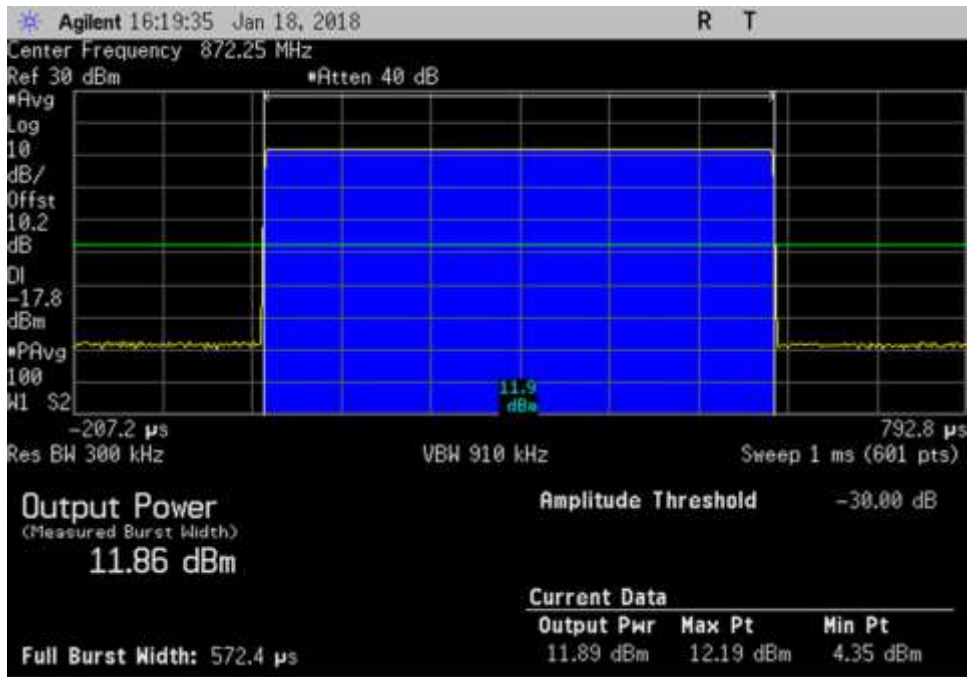 Agilent 16:19:35 Jan 18, 2018 R T
Center Frequency 872.25 MHz
Ref 30 dBm *Atten 40 dB
*Avg
Log
10
dB/
Offst
10.2
dB
DI
-17.8
dBm
*PAvg
100
W1 S2
11.9
dBm
-207.2 µs 792.8 µs
Res BW 300 kHz VBW 910 kHz Sweep 1 ms (601 pts)
Output Power
(Measured Burst Width)
11.86 dBm
Amplitude Threshold -30.00 dB
Current Data
Output Pwr Max Pt Min Pt
11.89 dBm 12.19 dBm 4.35 dBm
Full Burst Width: 572.4 µs